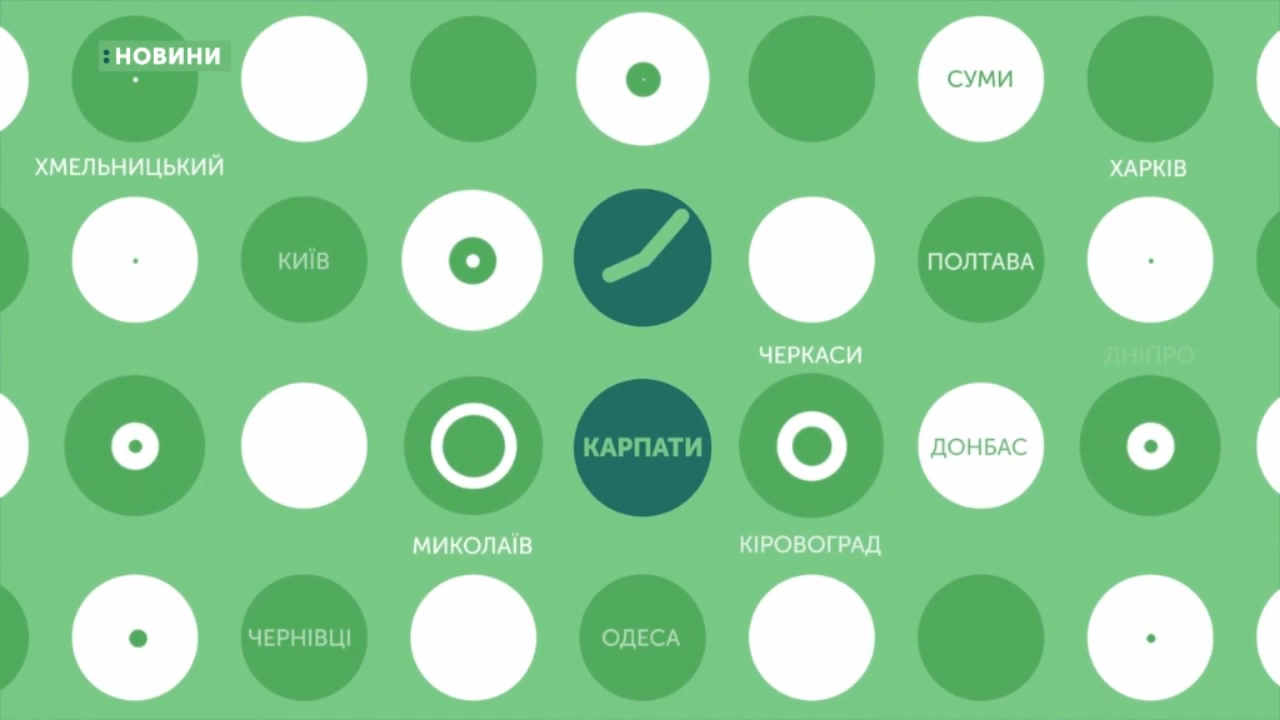 :НОВИНИ
СУМИ
ХМЕЛЬНИЦЬКИЙ
ХАРКІВ
КИЇВ
ПОЛТАВА
ЧЕРКАСИ
ДНІПРО
КАРПАТИ
ДОНБАС
МИКОЛАЇВ
КІРОВОГРАД
ЧЕРНІВЦІ
ОДЕСА